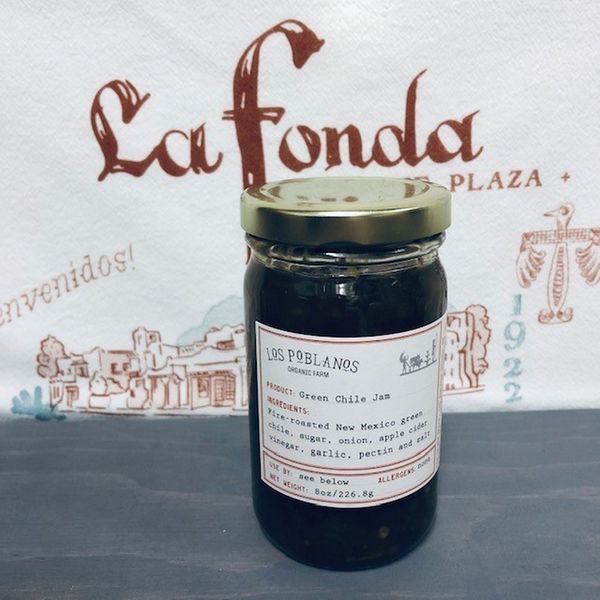 La fonda
PLAZA +
envenidos!
1922
LOS POBLANOS
ORGANIC FARM
PRODUCT: Green Chile Jam
INGREDIENTS:
Fire-roasted New Mexico green
chile, sugar, onion, apple cider
vinegar, garlic, pectin and salt
USE BY: see below ALLERGENS: none
NET WEIGHT: 8oz/226.8g